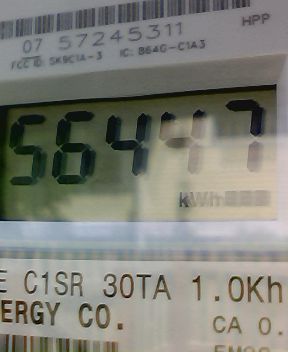 HPP
07 57245311
FCC ID: SK9C1A-3 IC: B64G-C1A3
56447
kWh
E C1SR 30TA 1.0Kh
ERGY CO.
CA 0.